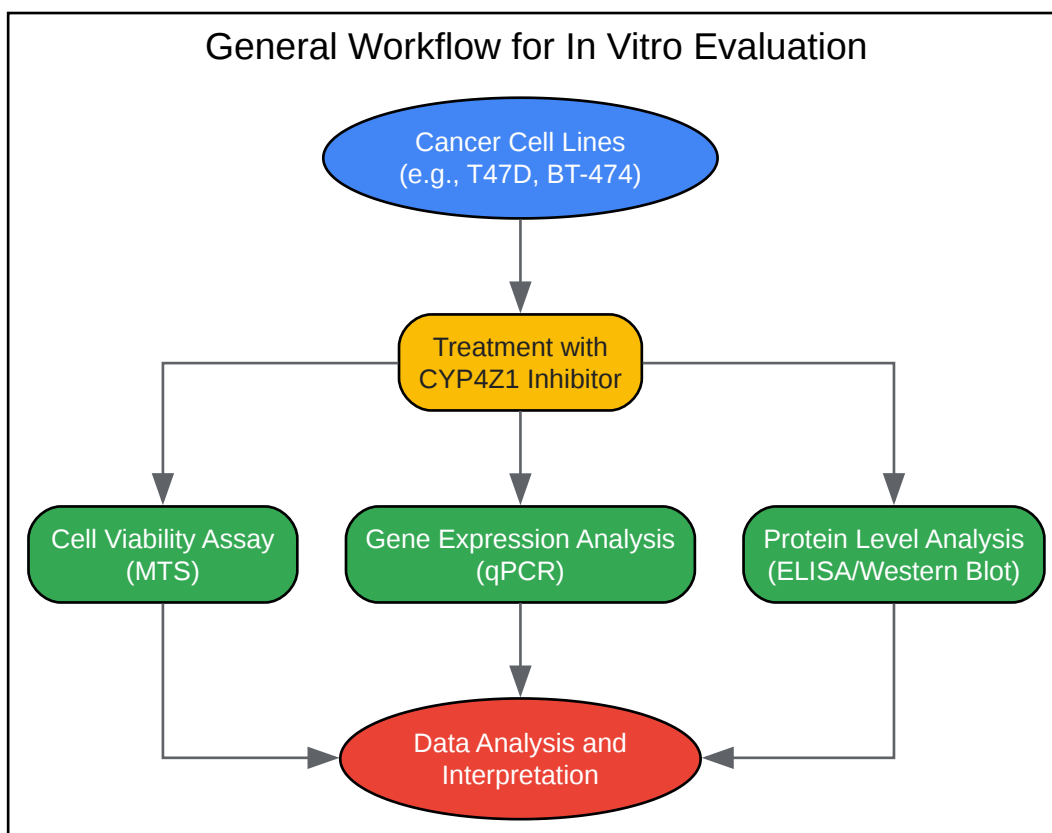 General Workflow for In Vitro Evaluation
Cancer Cell Lines
(e.g., T47D, BT-474)
Treatment with
CYP4Z1 Inhibitor
Cell Viability Assay
(MTS)
Gene Expression Analysis
(qPCR)
Protein Level Analysis
(ELISA/Western Blot)
Data Analysis and
Interpretation